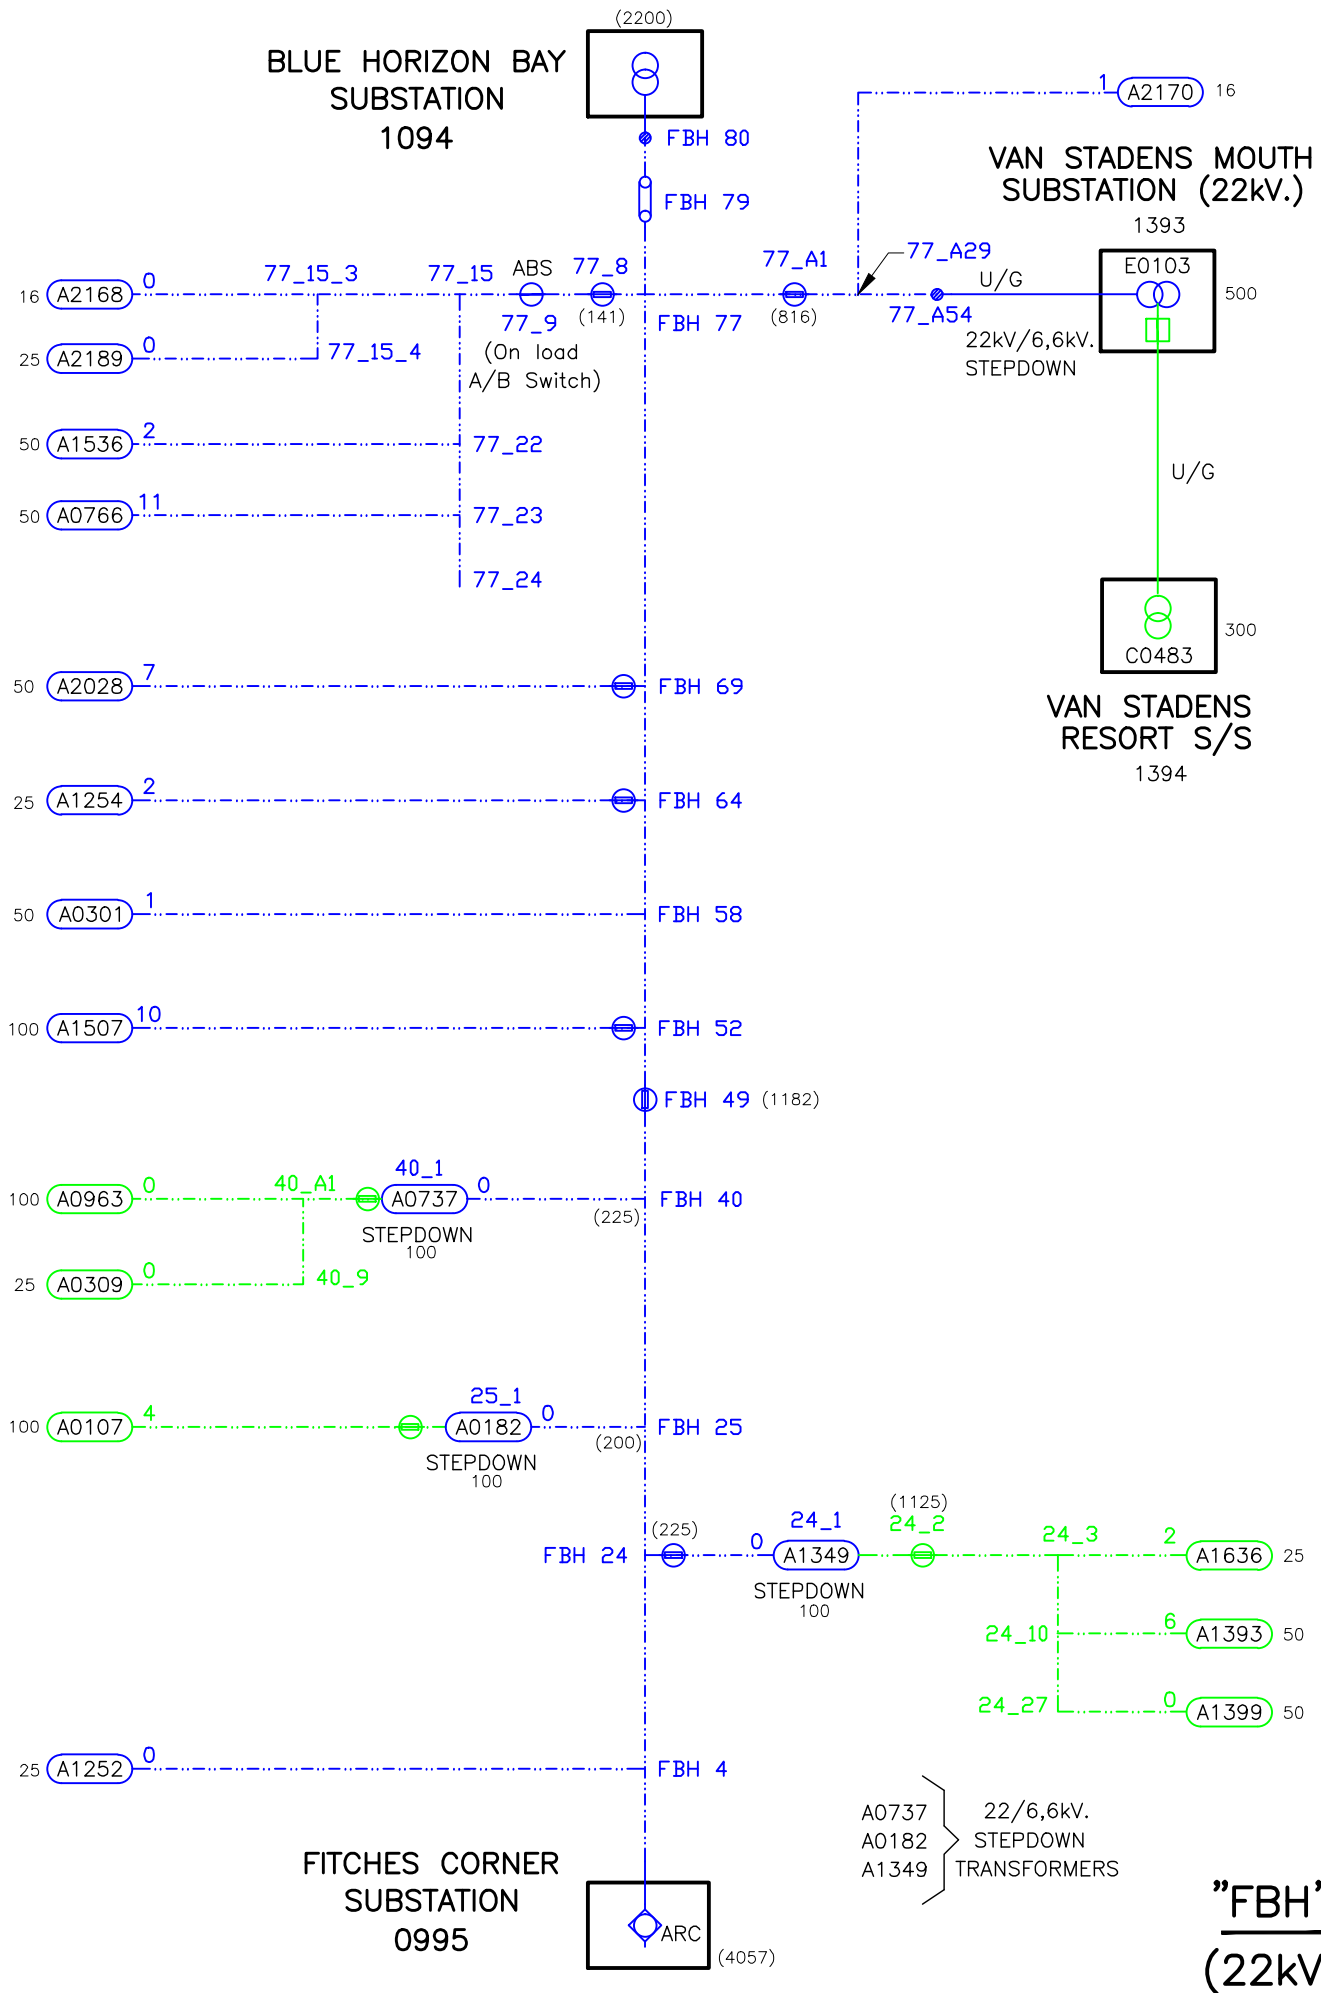 (2200)
BLUE HORIZON BAY
SUBSTATION
1094
FBH 80
FBH 79
1
A2170
16
VAN STADENS MOUTH
SUBSTATION (22kV.)
1393
E0103
500
U/G
22kV/6,6kV.
STEPDOWN
U/G
C0483
300
VAN STADENS
RESORT S/S
1394
16
A2168
0
77_15_3
77_15
ABS
77_9
(On load
A/B Switch)
77_8
(141)
FBH 77
77_A1
(816)
77_A29
77_A54
25
A2189
0
77_15_4
50
A1536
2
77_22
50
A0766
11
77_23
77_24
50
A2028
7
FBH 69
25
A1254
2
FBH 64
50
A0301
1
FBH 58
100
A1507
10
FBH 52
FBH 49
(1182)
100
A0963
0
40_A1
40_1
A0737
0
STEPDOWN
100
(225)
FBH 40
25
A0309
0
40_9
100
A0107
4
25_1
A0182
0
STEPDOWN
100
(200)
FBH 25
FBH 24
(225)
0
24_1
A1349
STEPDOWN
100
(1125)
24_2
24_3
2
A1636
25
24_10
6
A1393
50
24_27
0
A1399
50
25
A1252
0
FBH 4
A0737
A0182
A1349
22/6,6kV.
STEPDOWN
TRANSFORMERS
FITCHES CORNER
SUBSTATION
0995
ARC
(4057)
"FBH"
(22kV